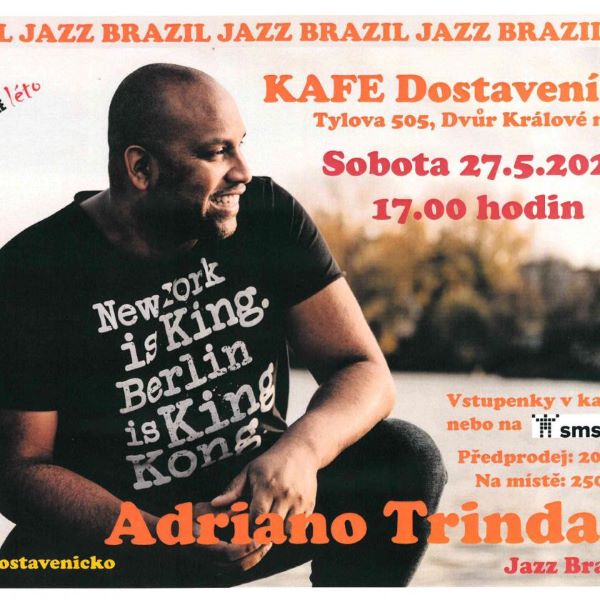 L JAZZ BRAZIL JAZZ BRAZIL JAZZ BRAZIL
léto
KAFE Dostavení
Tylova 505, Dvůr Králové n
Sobota 27.5.202
17.00 hodin
New York
is King.
Berlin
is King
Kong
Vstupenky v ka
nebo na sms
Předprodej: 20
Na místě: 250
Adriano Trinda
ostavenicko
Jazz Bra